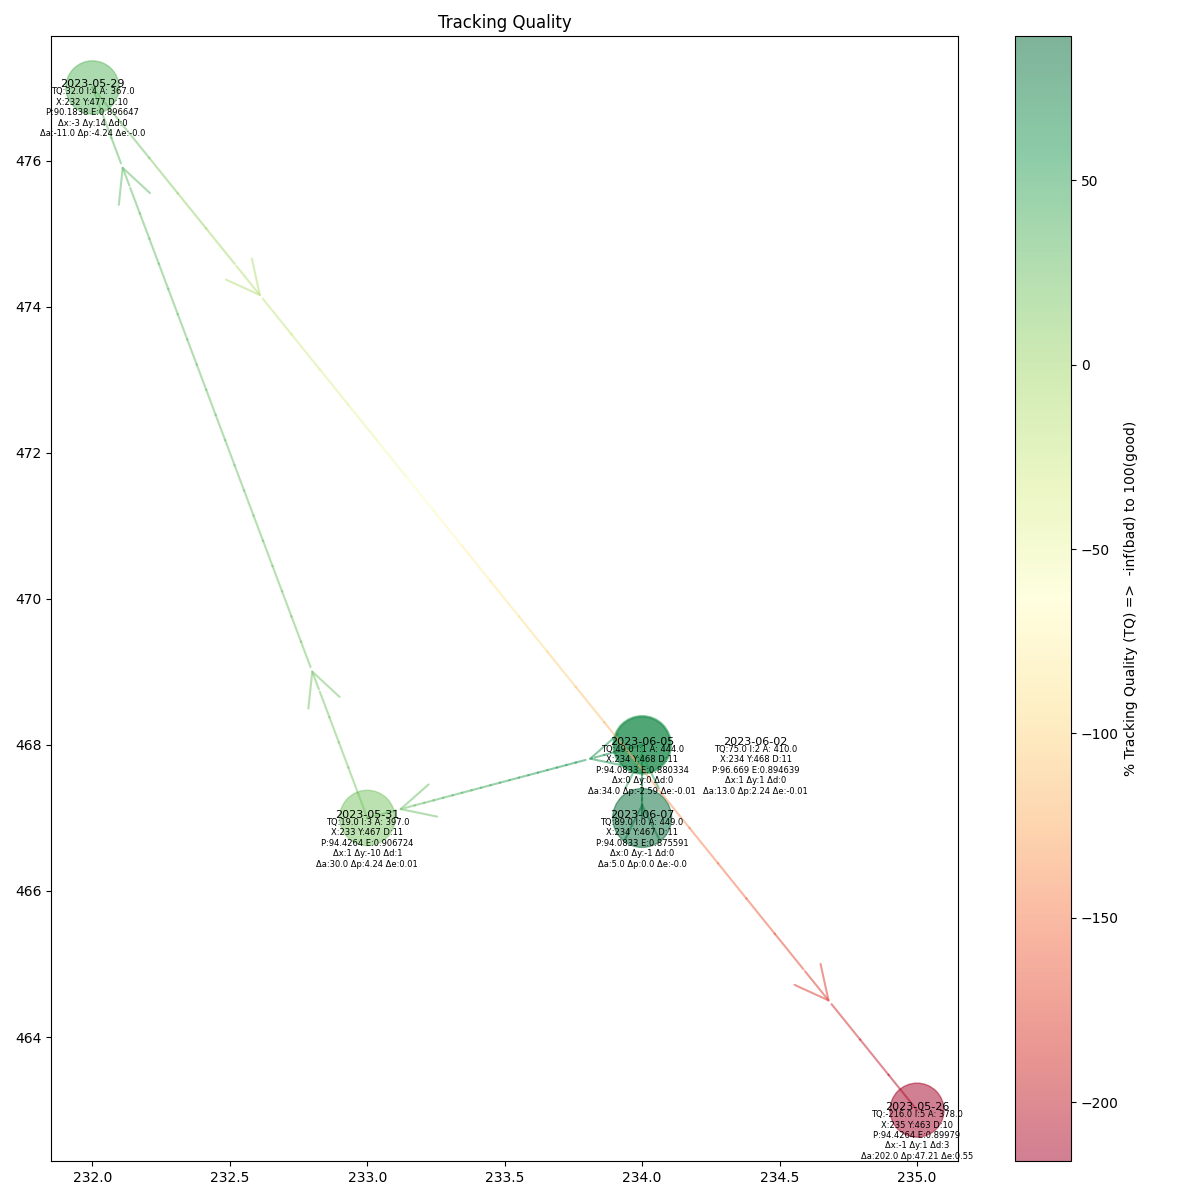 Tracking Quality
2023-05-29
TQ:32.0 I:4 A: 367.0
X:232 Y:477 D:10
P:90.1838 E:0.896647
Δx:-3 Δy:14 Δd:0
Δa:-11.0 Δp:-4.24 Δe:-0.0
2023-06-05
TQ:49.0 I:1 A: 444.0
X:234 Y:468 D:11
P:94.0833 E:0.880334
Δx:0 Δy:0 Δd:0
Δa:34.0 Δp:-2.59 Δe:-0.01
2023-06-02
TQ:75.0 I:2 A: 410.0
X:234 Y:468 D:11
P:96.669 E:0.894639
Δx:1 Δy:1 Δd:0
Δa:13.0 Δp:2.24 Δe:-0.01
2023-05-31
TQ:19.0 I:3 A: 397.0
X:233 Y:467 D:11
P:94.4264 E:0.906724
Δx:1 Δy:-10 Δd:1
Δa:30.0 Δp:4.24 Δe:0.01
2023-06-07
TQ:89.0 I:0 A: 449.0
X:234 Y:467 D:11
P:94.0833 E:0.875591
Δx:0 Δy:-1 Δd:0
Δa:5.0 Δp:0.0 Δe:-0.0
2023-05-26
TQ:-216.0 I:5 A: 378.0
X:235 Y:463 D:10
P:94.4264 E:0.89979
Δx:-1 Δy:1 Δd:3
Δa:202.0 Δp:47.21 Δe:0.55
476
474
472
470
468
466
464
232.0
232.5
233.0
233.5
234.0
234.5
235.0
50
0
−50
−100
−150
−200
% Tracking Quality (TQ) => -inf(bad) to 100(good)